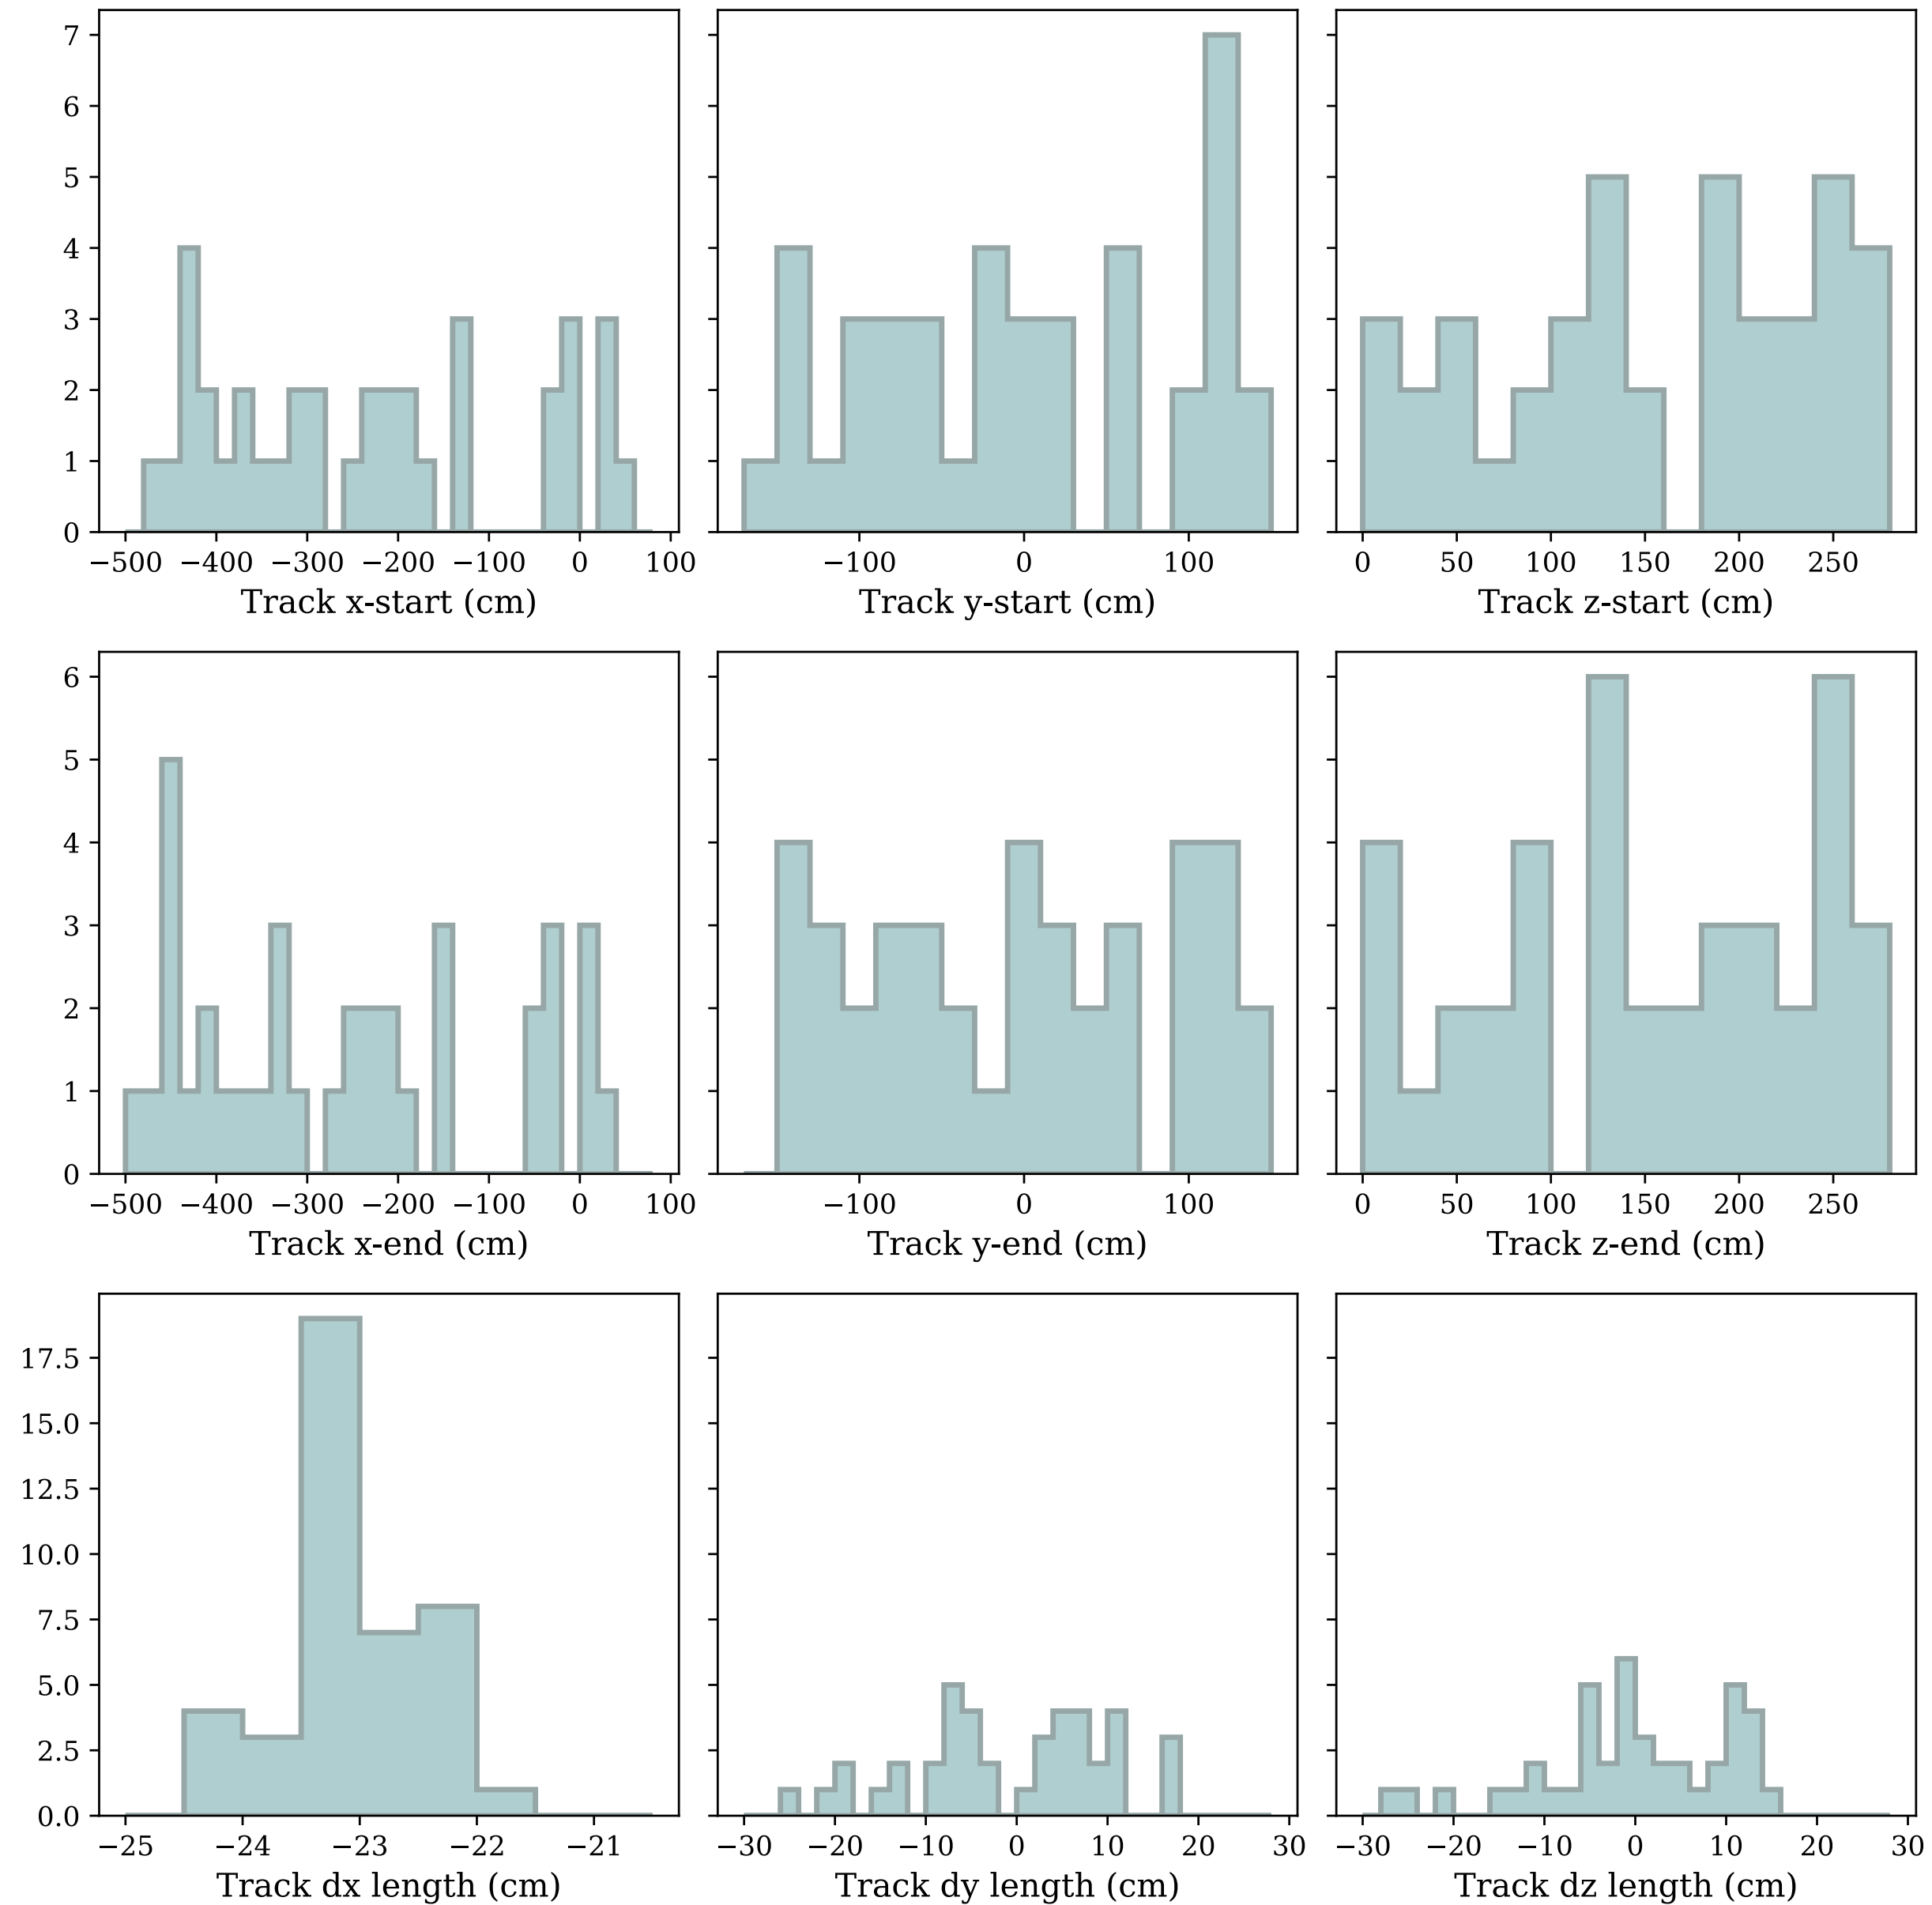 7
6
5
4
3
2
1
0
−500 −400 −300 −200 −100 0 100
Track x-start (cm)
−100 0 100
Track y-start (cm)
0 50 100 150 200 250
Track z-start (cm)
6
5
4
3
2
1
0
−500 −400 −300 −200 −100 0 100
Track x-end (cm)
−100 0 100
Track y-end (cm)
0 50 100 150 200 250
Track z-end (cm)
17.5
15.0
12.5
10.0
7.5
5.0
2.5
0.0
−25 −24 −23 −22 −21
Track dx length (cm)
−30 −20 −10 0 10 20 30
Track dy length (cm)
−30 −20 −10 0 10 20 30
Track dz length (cm)